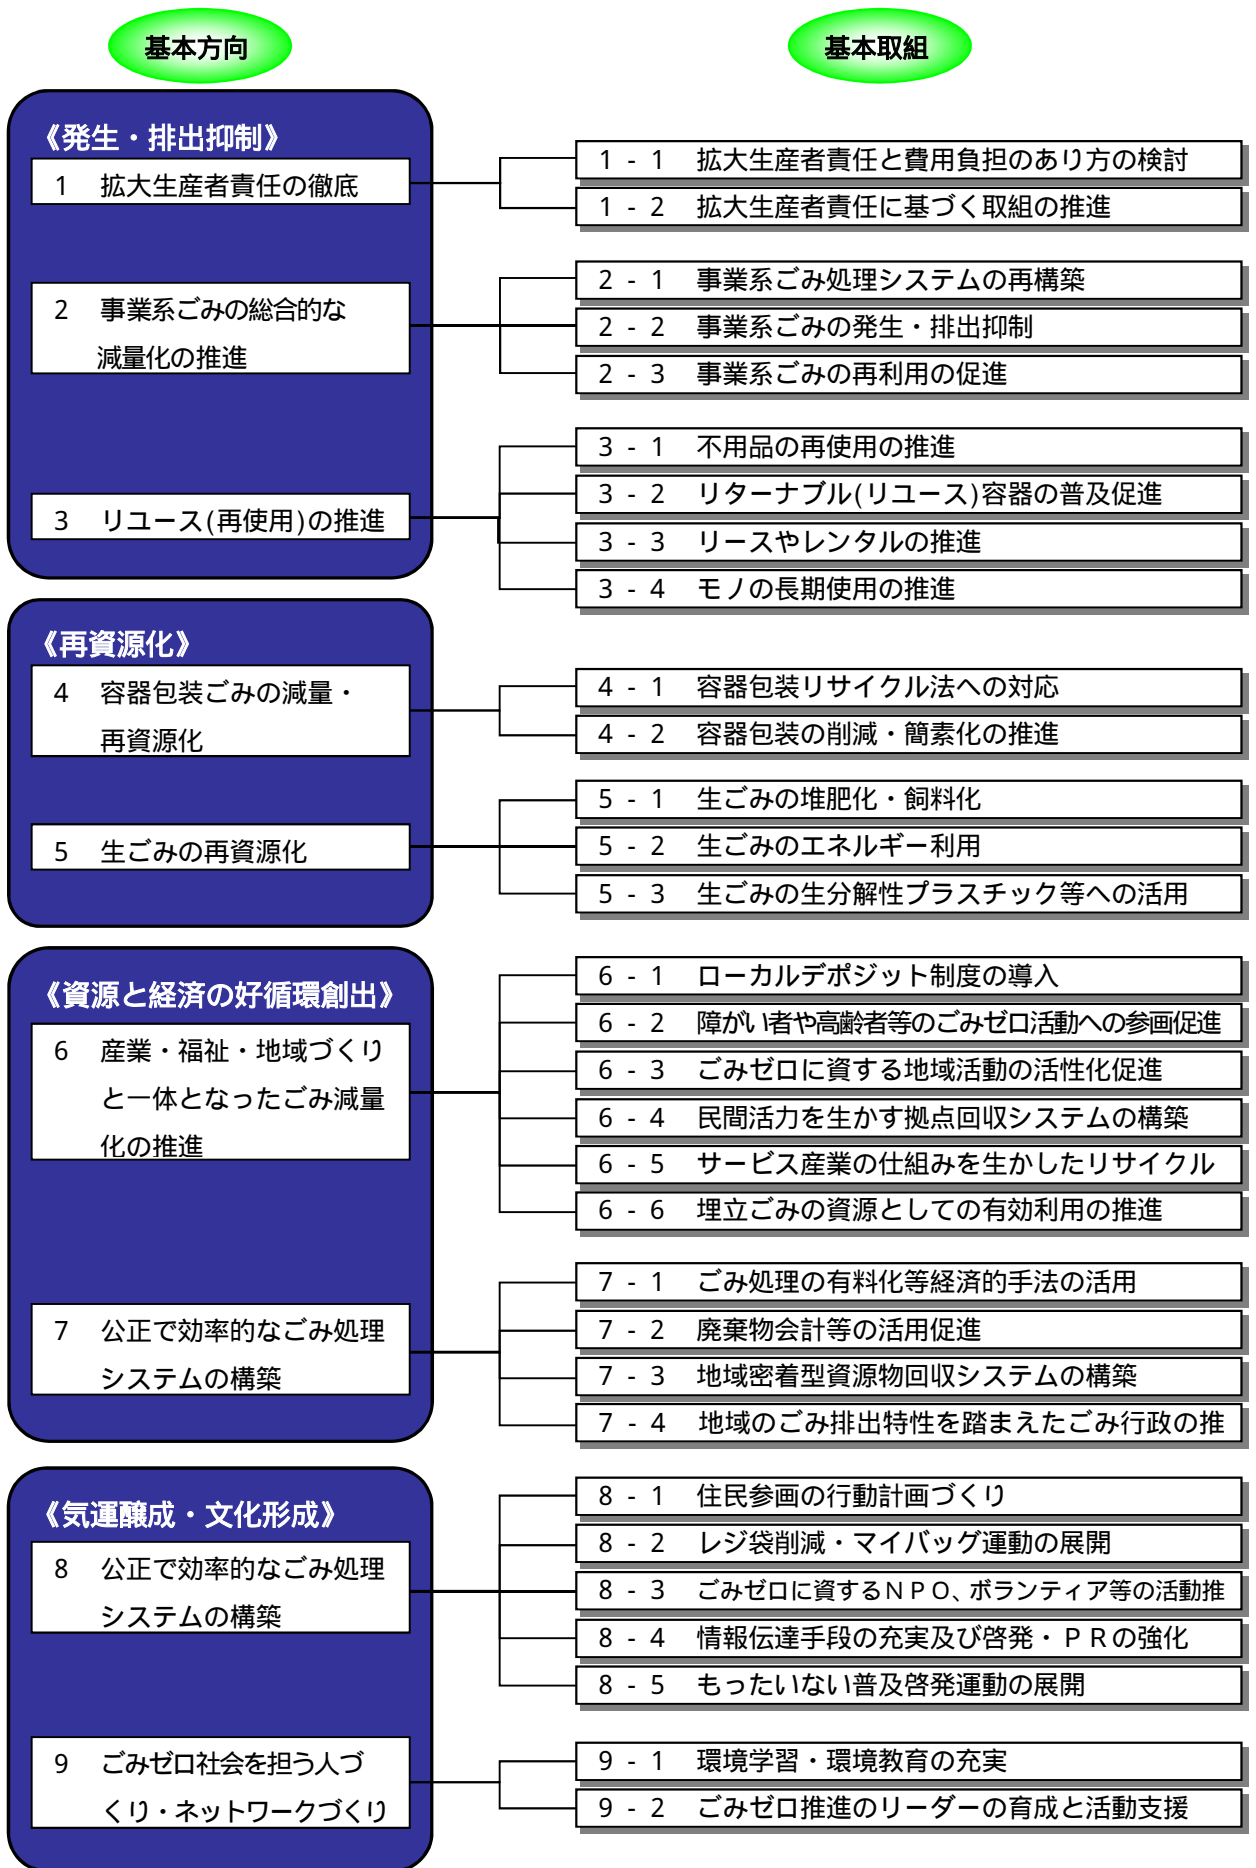 基本方向
基本取組
《発生・排出抑制》
1 拡大生産者責任の徹底
1 - 1 拡大生産者責任と費用負担のあり方の検討
1 - 2 拡大生産者責任に基づく取組の推進
2 事業系ごみの総合的な
減量化の推進
2 - 1 事業系ごみ処理システムの再構築
2 - 2 事業系ごみの発生・排出抑制
2 - 3 事業系ごみの再利用の促進
3 リユース(再使用)の推進
3 - 1 不用品の再使用の推進
3 - 2 リターナブル(リユース)容器の普及促進
3 - 3 リースやレンタルの推進
3 - 4 モノの長期使用の推進
《再資源化》
4 容器包装ごみの減量・
再資源化
4 - 1 容器包装リサイクル法への対応
4 - 2 容器包装の削減・簡素化の推進
5 生ごみの再資源化
5 - 1 生ごみの堆肥化・飼料化
5 - 2 生ごみのエネルギー利用
5 - 3 生ごみの生分解性プラスチック等への活用
《資源と経済の好循環創出》
6 産業・福祉・地域づくり
と一体となったごみ減量
化の推進
6 - 1 ローカルデポジット制度の導入
6 - 2 障がい者や高齢者等のごみゼロ活動への参画促進
6 - 3 ごみゼロに資する地域活動の活性化促進
6 - 4 民間活力を生かす拠点回収システムの構築
6 - 5 サービス産業の仕組みを生かしたリサイクル
6 - 6 埋立ごみの資源としての有効利用の推進
7 公正で効率的なごみ処理
システムの構築
7 - 1 ごみ処理の有料化等経済的手法の活用
7 - 2 廃棄物会計等の活用促進
7 - 3 地域密着型資源物回収システムの構築
7 - 4 地域のごみ排出特性を踏まえたごみ行政の推
《気運醸成・文化形成》
8 公正で効率的なごみ処理
システムの構築
8 - 1 住民参画の行動計画づくり
8 - 2 レジ袋削減・マイバッグ運動の展開
8 - 3 ごみゼロに資するNPO、ボランティア等の活動推
8 - 4 情報伝達手段の充実及び啓発・PRの強化
8 - 5 もったいない普及啓発運動の展開
9 ごみゼロ社会を担う人づ
くり・ネットワークづくり
9 - 1 環境学習・環境教育の充実
9 - 2 ごみゼロ推進のリーダーの育成と活動支援